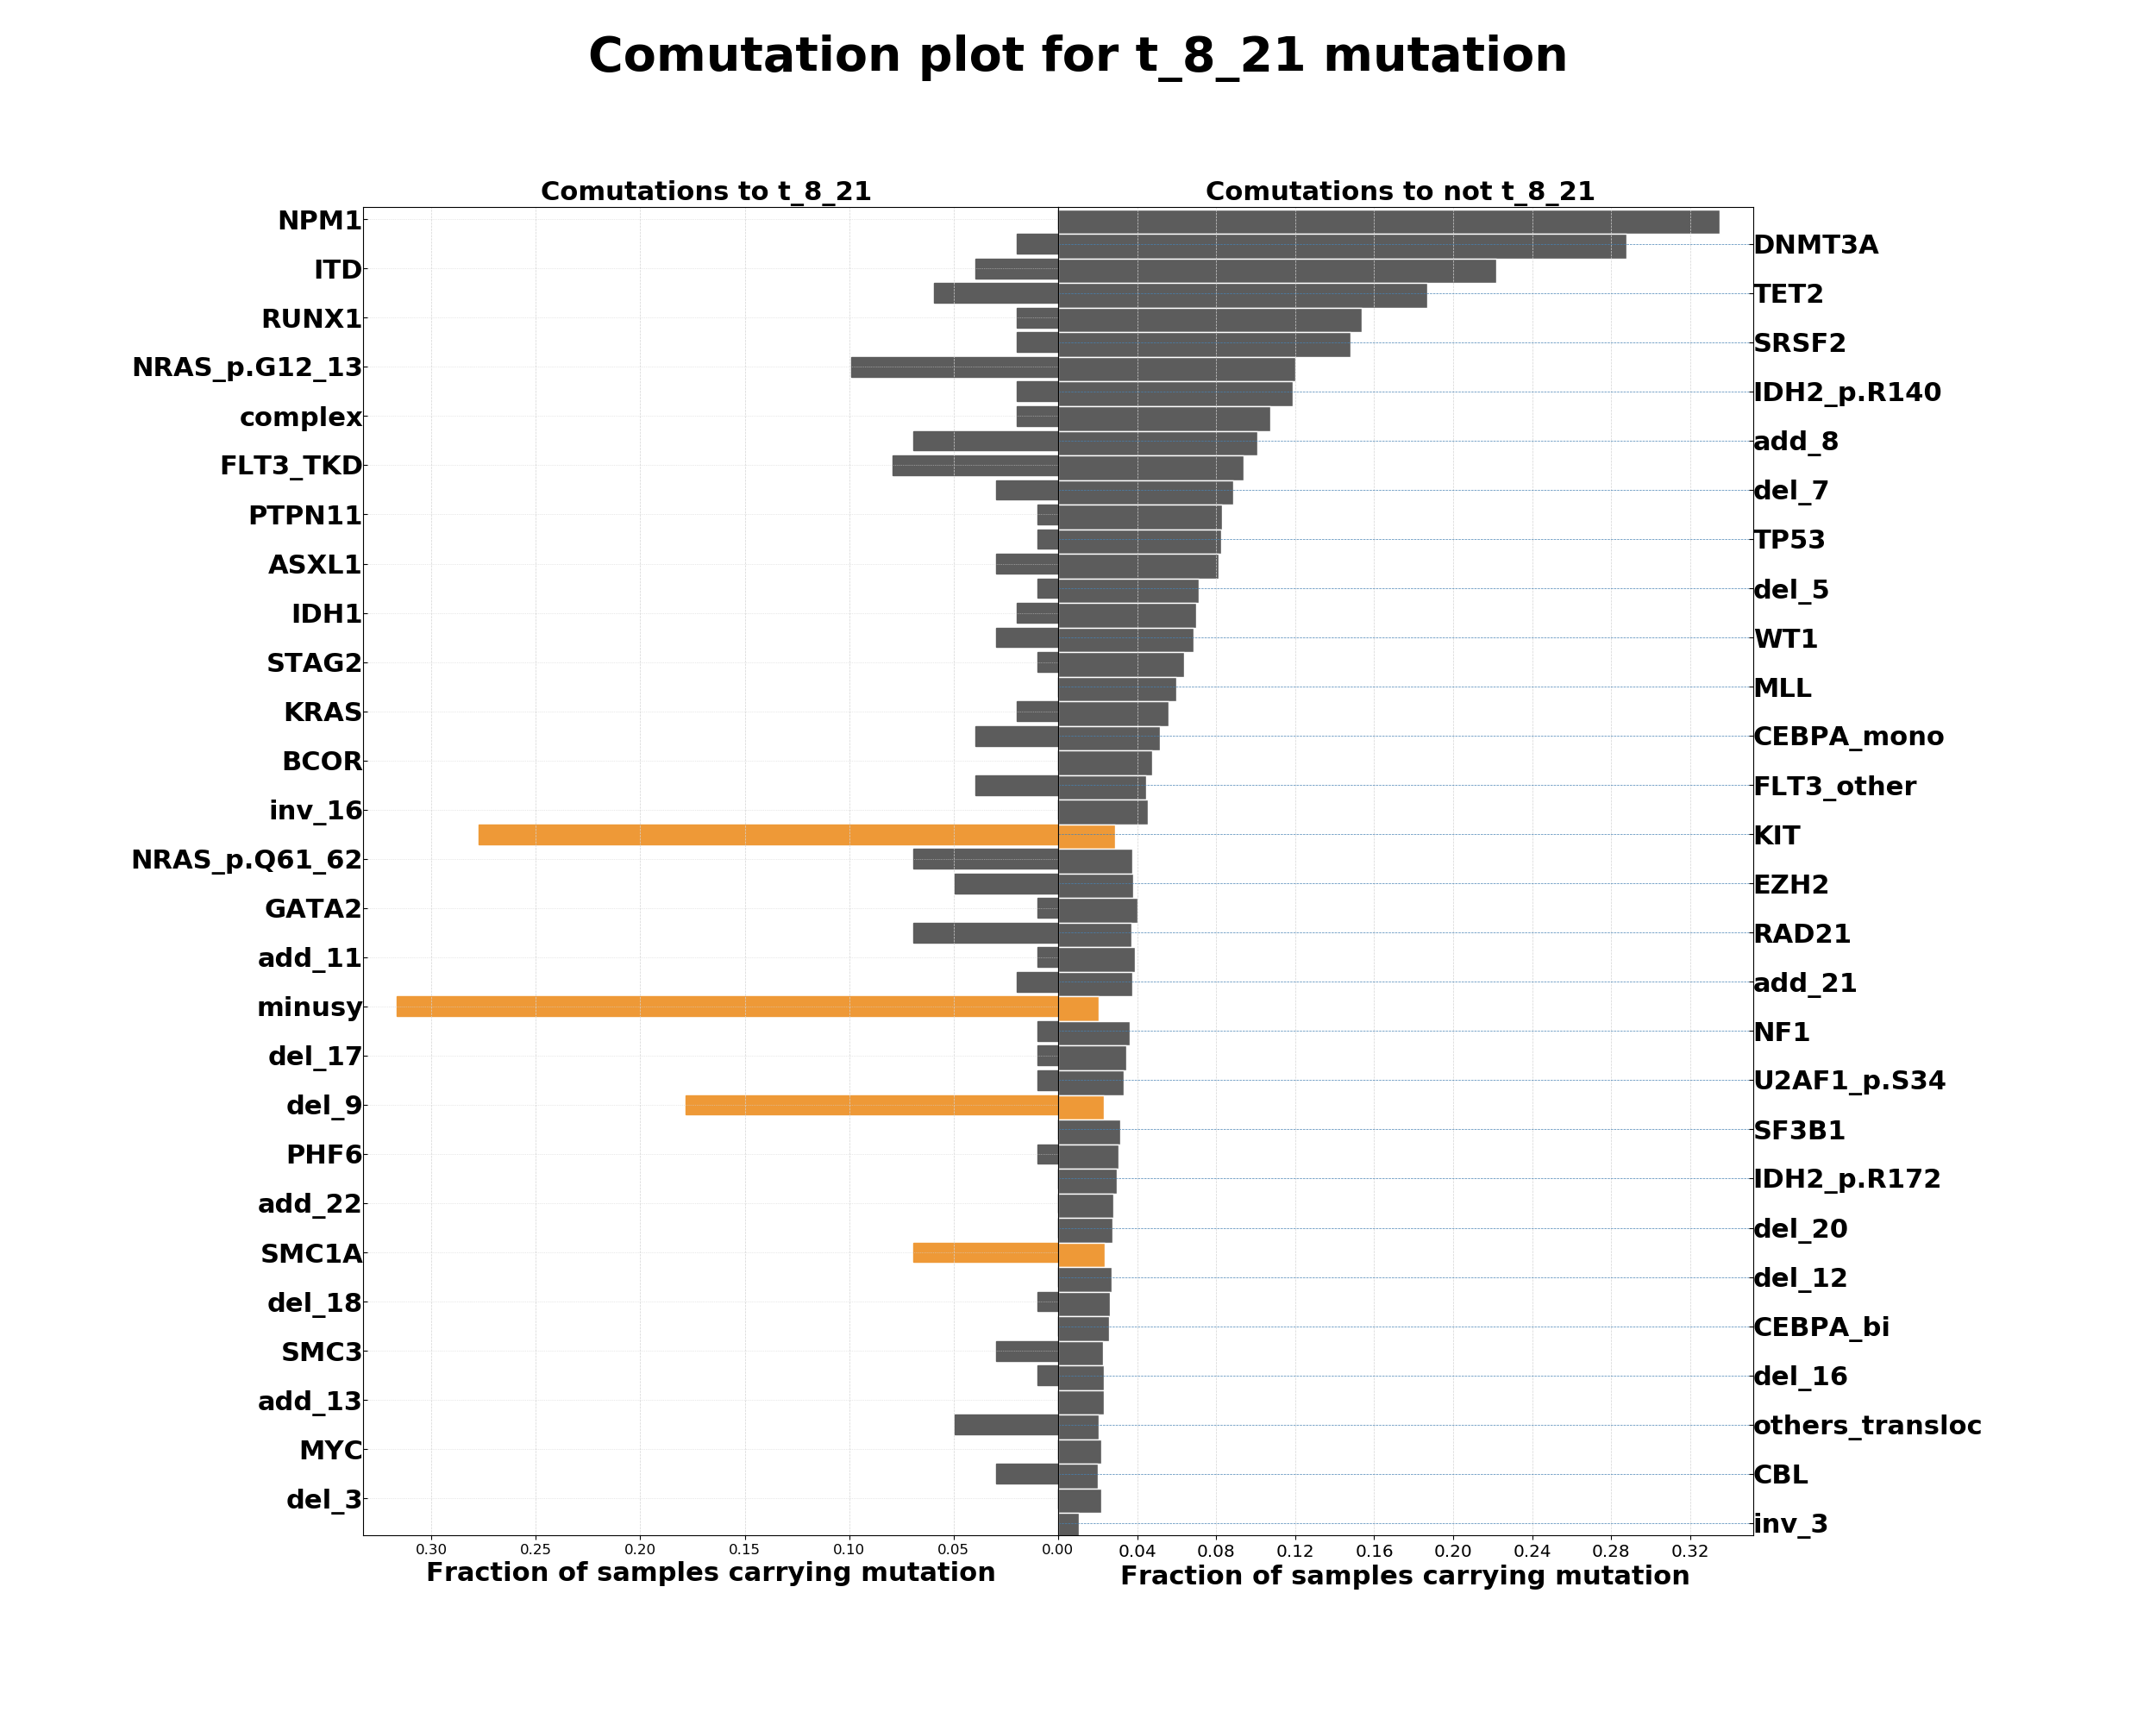 Comutation plot for t_8_21 mutation
Comutations to t_8_21
Comutations to not t_8_21
NPM1
DNMT3A
ITD
TET2
RUNX1
SRSF2
NRAS_p.G12_13
IDH2_p.R140
complex
add_8
FLT3_TKD
del_7
PTPN11
TP53
ASXL1
del_5
IDH1
WT1
STAG2
MLL
KRAS
CEBPA_mono
BCOR
FLT3_other
inv_16
KIT
NRAS_p.Q61_62
EZH2
GATA2
RAD21
add_11
add_21
minusy
NF1
del_17
U2AF1_p.S34
del_9
SF3B1
PHF6
IDH2_p.R172
add_22
del_20
SMC1A
del_12
del_18
CEBPA_bi
SMC3
del_16
add_13
others_transloc
MYC
CBL
del_3
inv_3
0.30 0.25 0.20 0.15 0.10 0.05 0.00 0.04 0.08 0.12 0.16 0.20 0.24 0.28 0.32
Fraction of samples carrying mutation
Fraction of samples carrying mutation